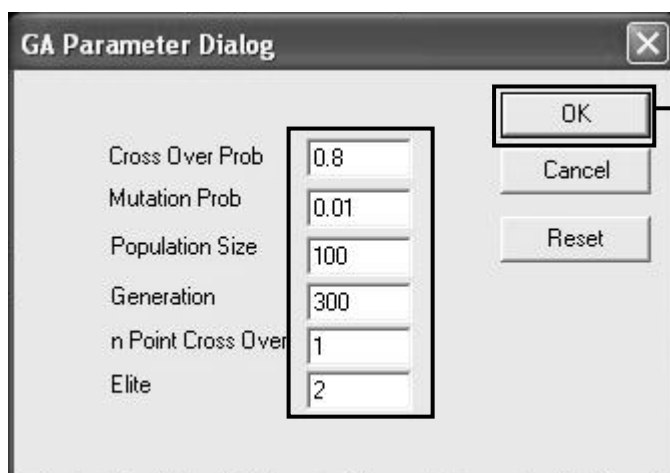 GA Parameter Dialog
OK
Cross Over Prob 0.8
Cancel
Mutation Prob 0.01
Population Size 100
Reset
Generation 300
n Point Cross Over 1
Elite 2